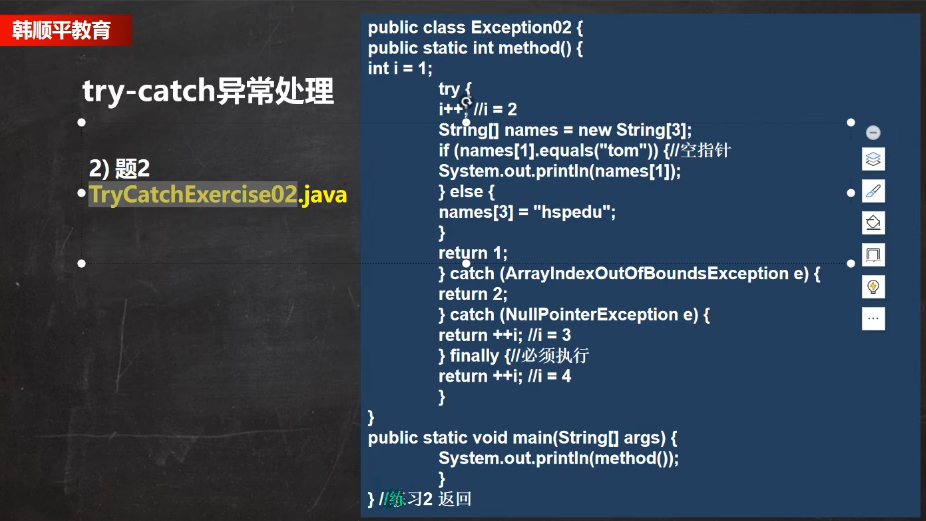 韩顺平教育
try-catch异常处理
2) 题2
TryCatchExercise02.java
public class Exception02 {
public static int method() {
int i = 1;
try {
i++; //i = 2
String[] names = new String[3];
if (names[1].equals("tom")) {//空指针
System.out.println(names[1]);
} else {
names[3] = "hspedu";
}
return 1;
} catch (ArrayIndexOutOfBoundsException e) {
return 2;
} catch (NullPointerException e) {
return ++i; //i = 3
} finally {//必须执行
return ++i; //i = 4
}
}
public static void main(String[] args) {
System.out.println(method());
}
} //练习2 返回